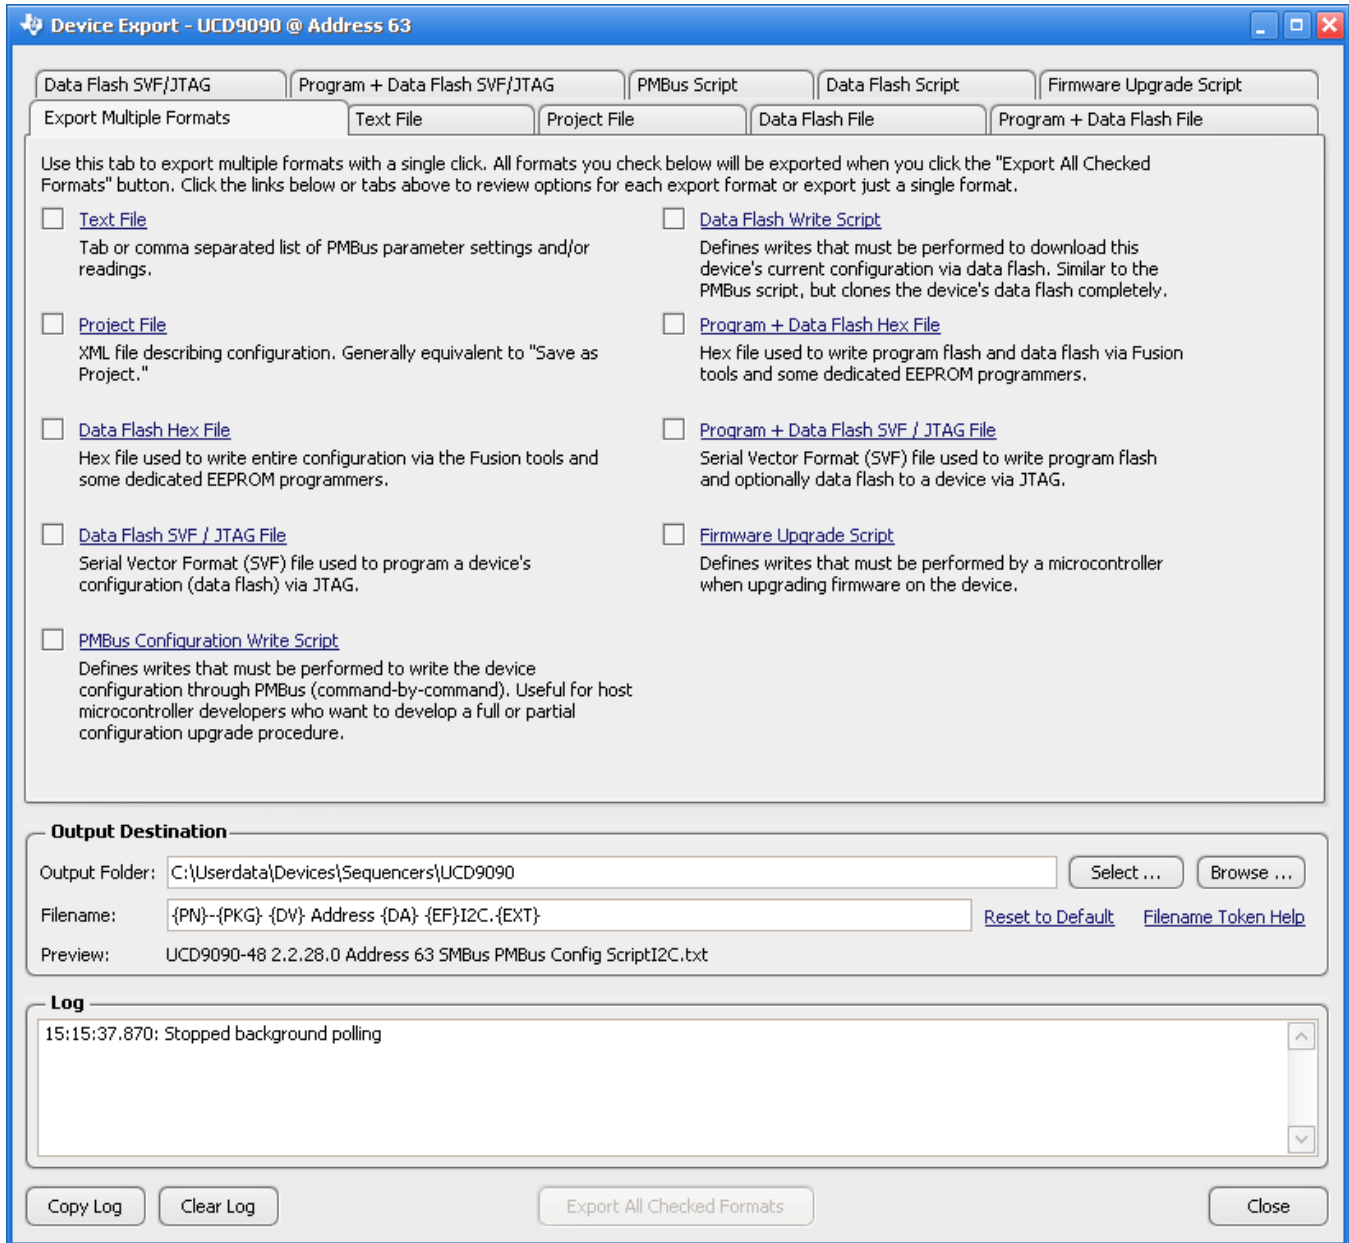 Device Export - UCD9090 @ Address 63
Data Flash SVF/JTAG
Program + Data Flash SVF/JTAG
PMBus Script
Data Flash Script
Firmware Upgrade Script
Export Multiple Formats
Text File
Project File
Data Flash File
Program + Data Flash File
Use this tab to export multiple formats with a single click. All formats you check below will be exported when you click the "Export All Checked
Formats" button. Click the links below or tabs above to review options for each export format or export just a single format.
Text File
Tab or comma separated list of PMBus parameter settings and/or
readings.
Project File
XML file describing configuration. Generally equivalent to "Save as
Project."
Data Flash Hex File
Hex file used to write entire configuration via the Fusion tools and
some dedicated EEPROM programmers.
Data Flash SVF / JTAG File
Serial Vector Format (SVF) file used to program a device's
configuration (data flash) via JTAG.
PMBus Configuration Write Script
Defines writes that must be performed to write the device
configuration through PMBus (command-by-command). Useful for host
microcontroller developers who want to develop a full or partial
configuration upgrade procedure.
Data Flash Write Script
Defines writes that must be performed to download this
device's current configuration via data flash. Similar to the
PMBus script, but clones the device's data flash completely.
Program + Data Flash Hex File
Hex file used to write program flash and data flash via Fusion
tools and some dedicated EEPROM programmers.
Program + Data Flash SVF / JTAG File
Serial Vector Format (SVF) file used to write program flash
and optionally data flash to a device via JTAG.
Firmware Upgrade Script
Defines writes that must be performed by a microcontroller
when upgrading firmware on the device.
Output Destination
Output Folder: C:\Userdata\Devices\Sequencers\UCD9090
Select ...
Browse ...
Filename: {PN}-{PKG} {DV} Address {DA} {EF}I2C.{EXT}
Reset to Default
Filename Token Help
Preview: UCD9090-48 2.2.28.0 Address 63 SMBus PMBus Config ScriptI2C.txt
Log
15:15:37.870: Stopped background polling
Copy Log
Clear Log
Export All Checked Formats
Close